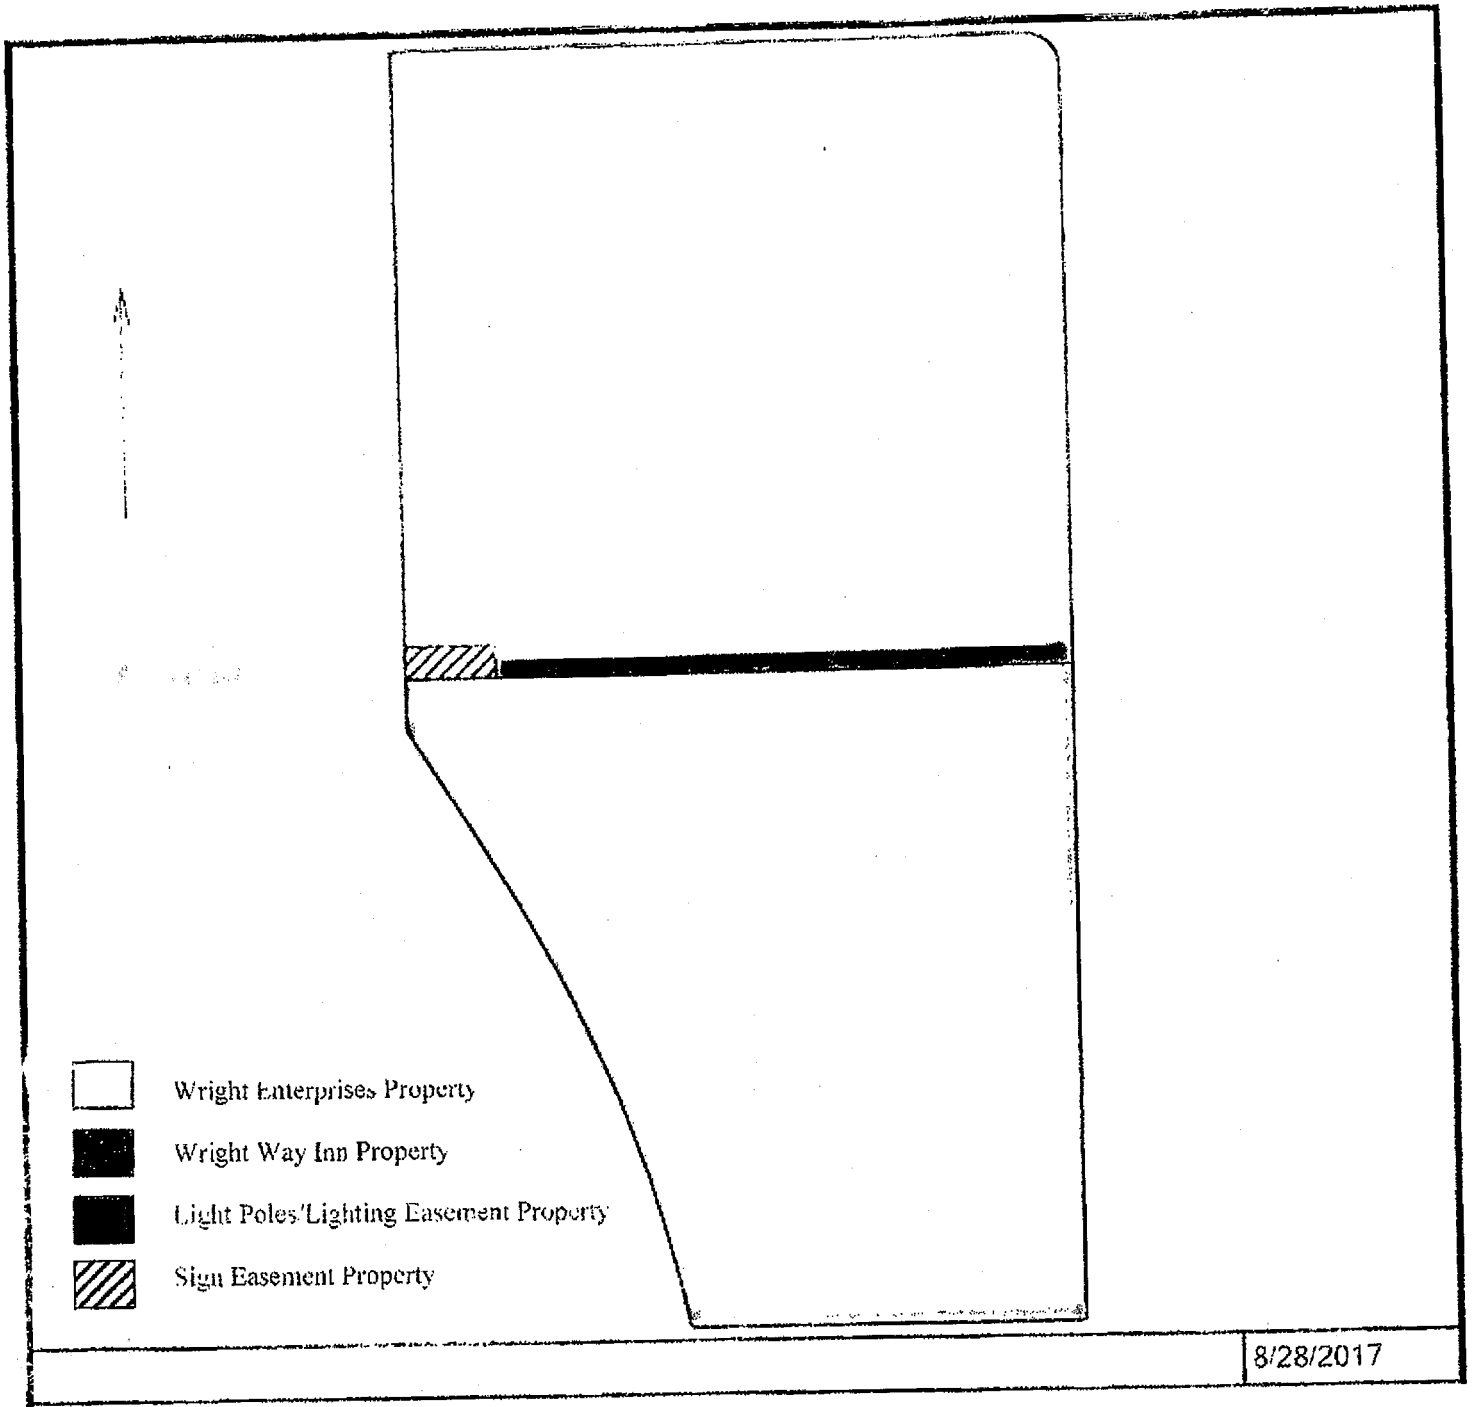 Wright Enterprises Property
Wright Way Inn Property
Light Poles/Lighting Easement Property
Sign Easement Property
8/28/2017